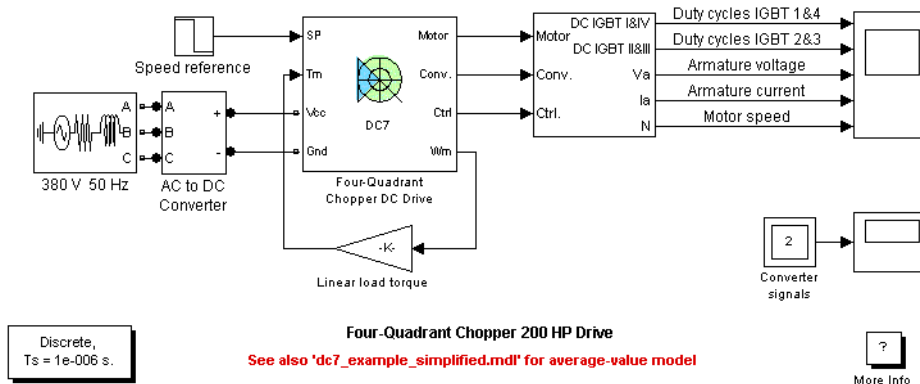 SP
Motor
Speed reference
Tm
Conv.
Vcc
DC7
Ctrl
Gnd
Wm
Four-Quadrant
Chopper DC Drive
DC IGBT I&IV
Motor
DC IGBT II&III
Conv.
Va
Ia
Ctrl.
N
Duty cycles IGBT 1&4
Duty cycles IGBT 2&3
Armature voltage
Armature current
Motor speed
A
B
C
380 V 50 Hz
A
B
C
+
-
AC to DC
Converter
-K-
Linear load torque
2
Converter
signals
Discrete,
Ts = 1e-006 s.
Four-Quadrant Chopper 200 HP Drive
See also 'dc7_example_simplified.mdl' for average-value model
?
More Info